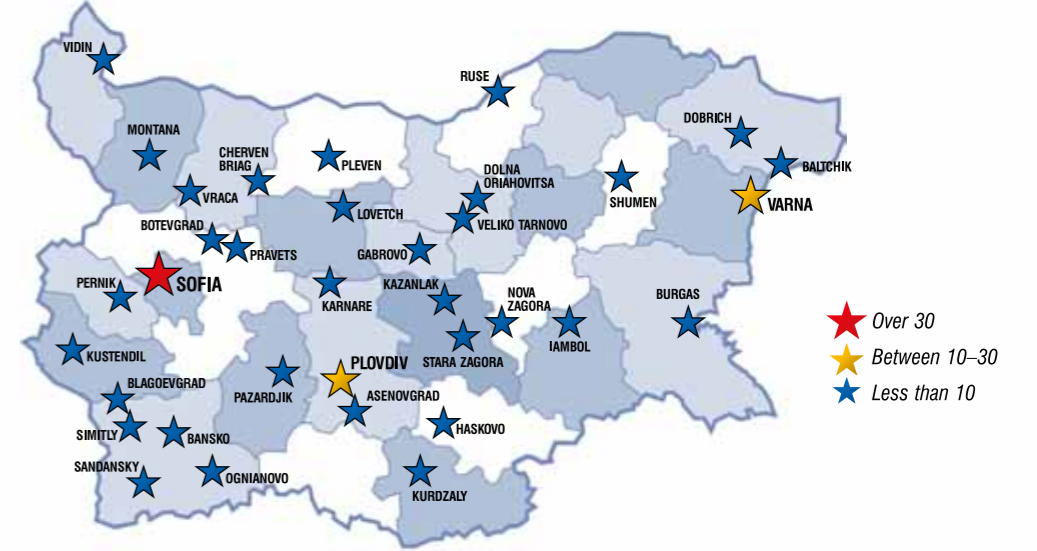 VIDIN
RUSE
MONTANA
DOBRICH
CHERVEN
BRIAG
PLEVEN
BALTCHIK
DOLNA
ORIAHOVITSA
VRACA
SHUMEN
VARNA
LOVETCH
VELIKO TARNOVO
BOTEVGRAD
PRAVETS
GABROVO
SOFIA
PERNIK
KARNARE
KAZANLAK
NOVA
ZAGORA
BURGAS
IAMBOL
Over 30
KUSTENDIL
STARA ZAGORA
Between 10–30
PLOVDIV
BLAGOEVGRAD
PAZARDJIK
ASENOVGRAD
Less than 10
SIMITLY
BANSKO
HASKOVO
SANDANSKY
OGNIANOVO
KURDZALY